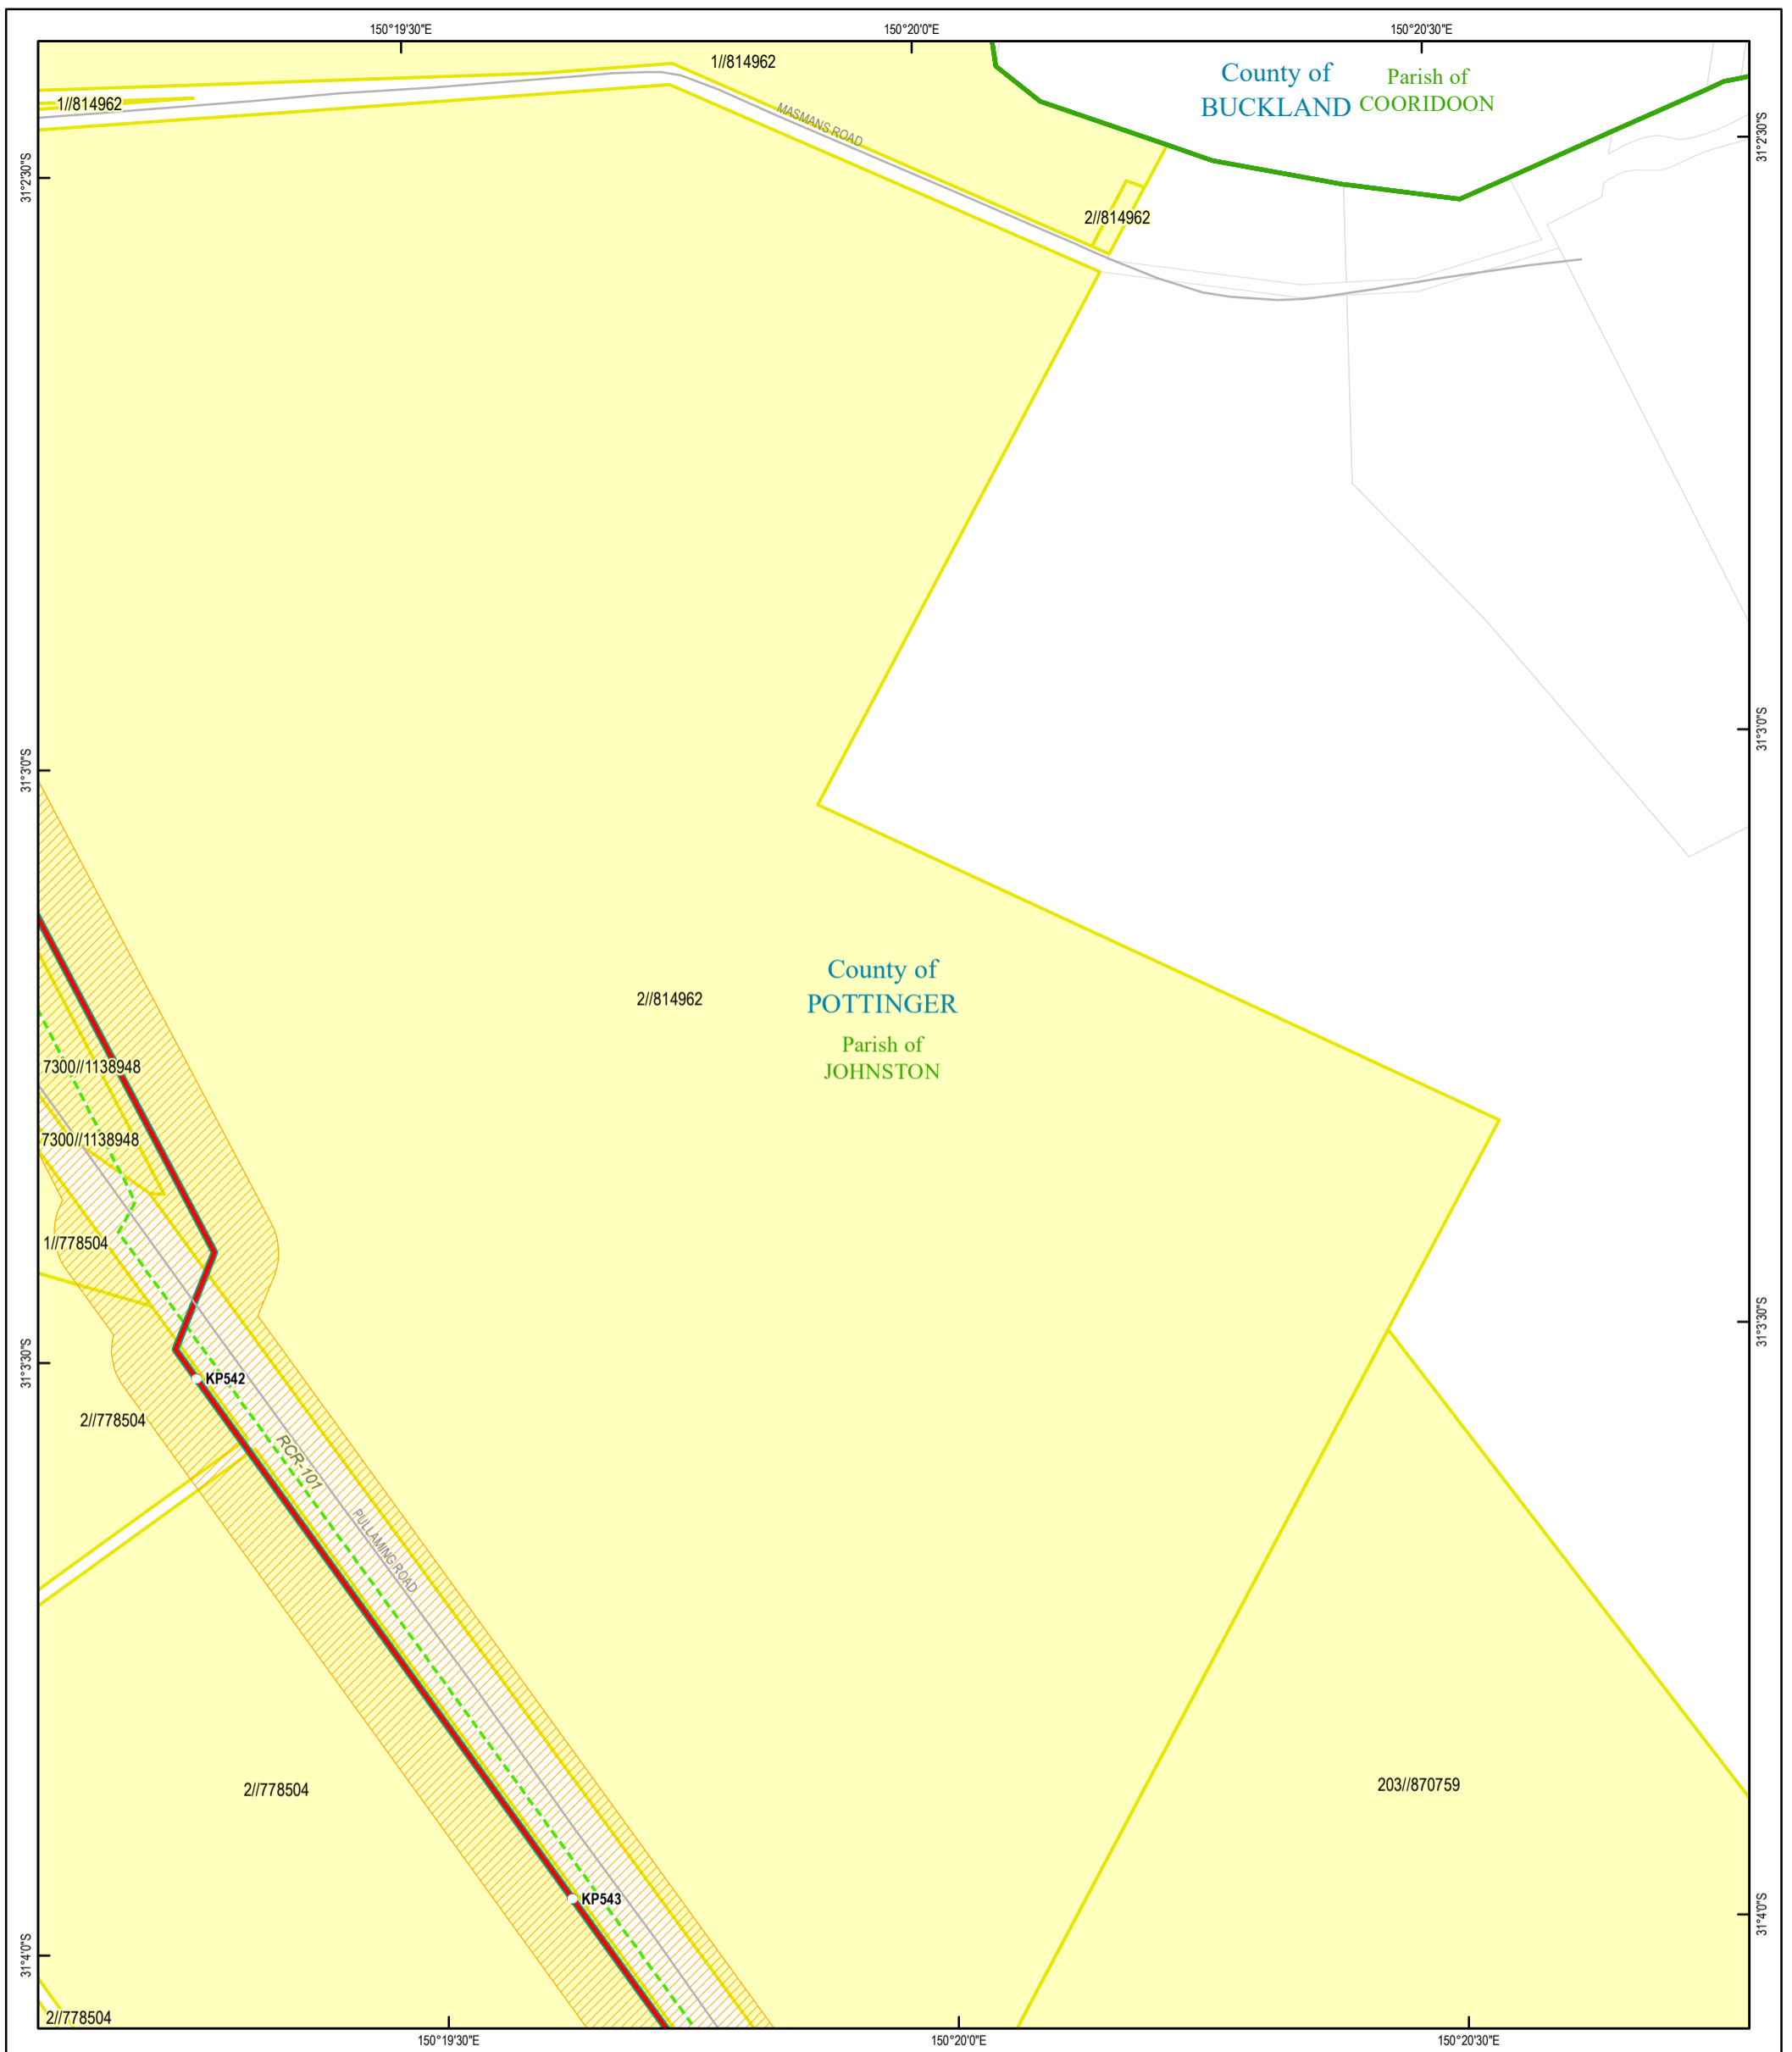 150°19'30"E
150°20'0"E
150°20'30"E
1//814962
1//814962
MASMANS ROAD
County of
BUCKLAND
Parish of
COORIDOON
31°2'30"S
31°2'30"S
2//814962
31°3'0"S
31°3'0"S
2//814962
County of
POTTINGER
Parish of
JOHNSTON
7300//1138948
7300//1138948
1//778504
31°3'30"S
31°3'30"S
KP542
2//778504
RCR-101
PULLAMING ROAD
2//778504
203//870759
KP543
31°4'0"S
31°4'0"S
2//778504
150°19'30"E
150°20'0"E
150°20'30"E